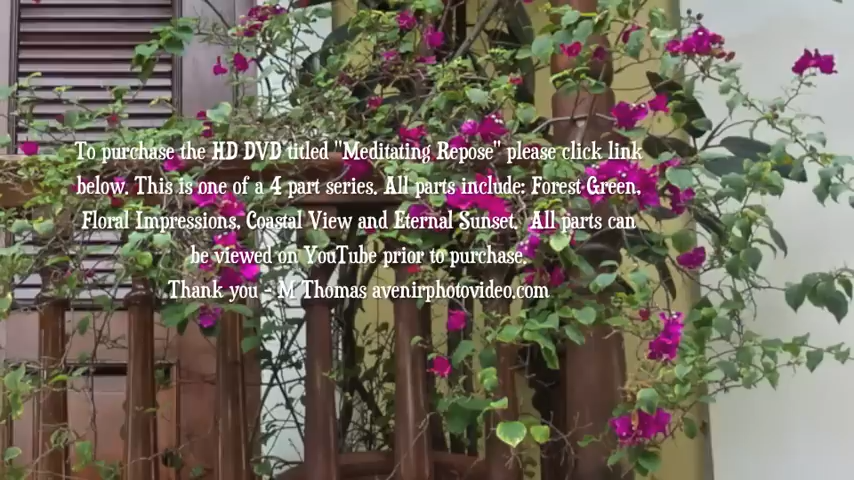 To purchase the HD DVD titled "Meditating Repose" please click link
below. This is one of a 4 part series. All parts include: Forest Green,
Floral Impressions, Coastal View and Eternal Sunset.  All parts can
be viewed on YouTube prior to purchase.
Thank you - M Thomas avenirphotovideo.com